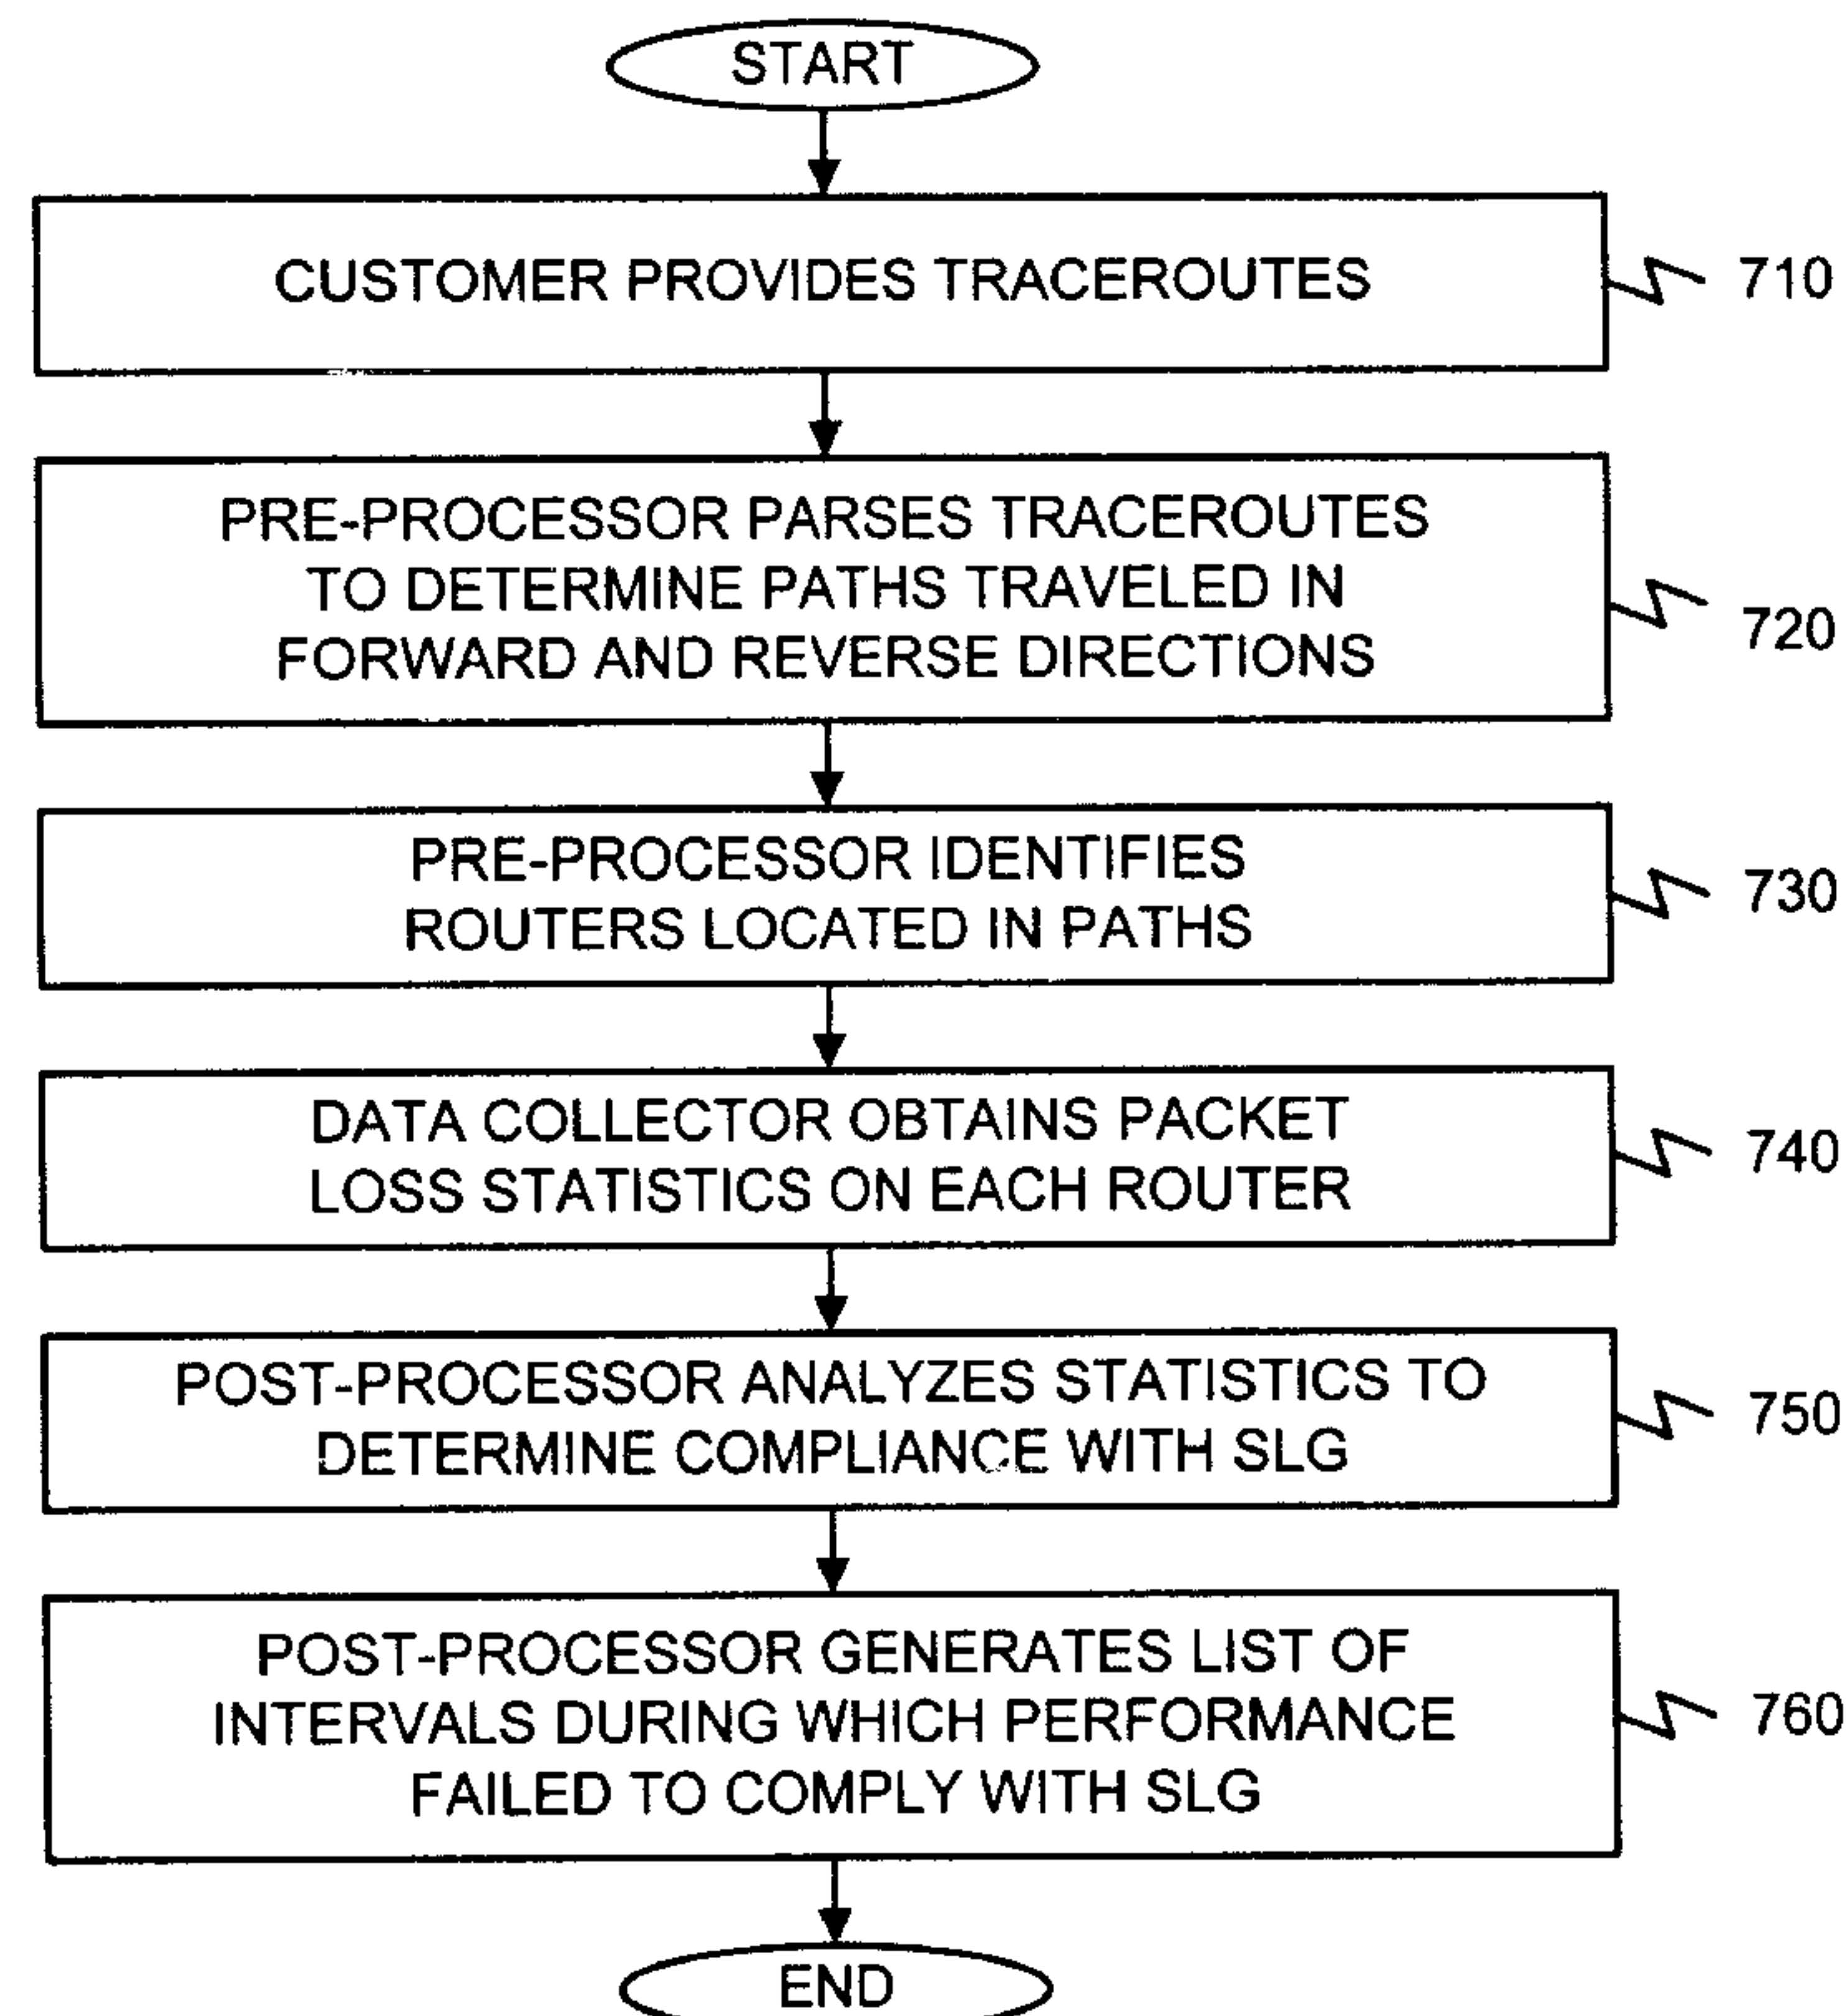 START
CUSTOMER PROVIDES TRACEROUTES
710
PRE-PROCESSOR PARSES TRACEROUTES
TO DETERMINE PATHS TRAVELED IN
FORWARD AND REVERSE DIRECTIONS
720
PRE-PROCESSOR IDENTIFIES
ROUTERS LOCATED IN PATHS
730
DATA COLLECTOR OBTAINS PACKET
LOSS STATISTICS ON EACH ROUTER
740
POST-PROCESSOR ANALYZES STATISTICS TO
DETERMINE COMPLIANCE WITH SLG
750
POST-PROCESSOR GENERATES LIST OF
INTERVALS DURING WHICH PERFORMANCE
FAILED TO COMPLY WITH SLG
760
END